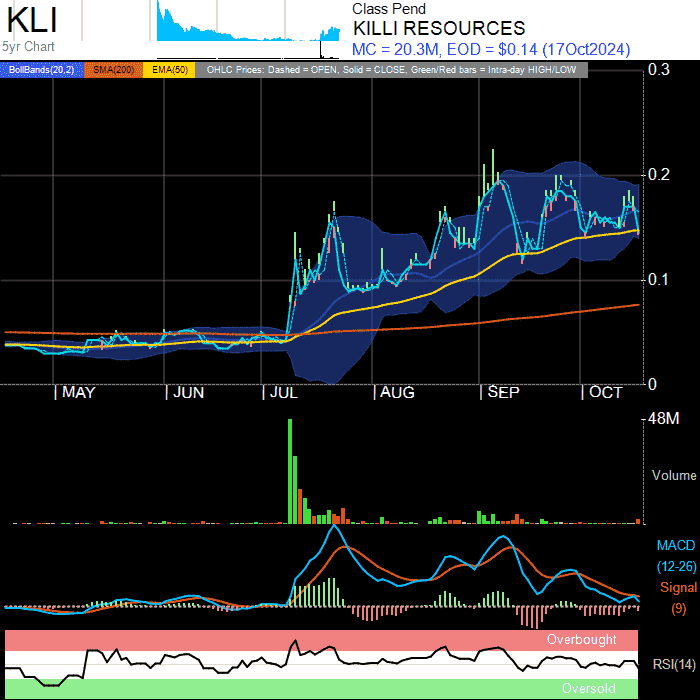 KLI
5yr Chart
Class Pend
KILLI RESOURCES
MC = 20.3M, EOD = $0.14 (17Oct2024)
BollBands(20,2) SMA(200) EMA(50) OHLC Prices: Dashed = OPEN, Solid = CLOSE, Green/Red bars = Intra-day HIGH/LOW
0.3
0.2
0.1
0
MAY JUN JUL AUG SEP OCT
48M
Volume
MACD
(12-26)
Signal
(9)
Overbought
RSI(14)
Oversold